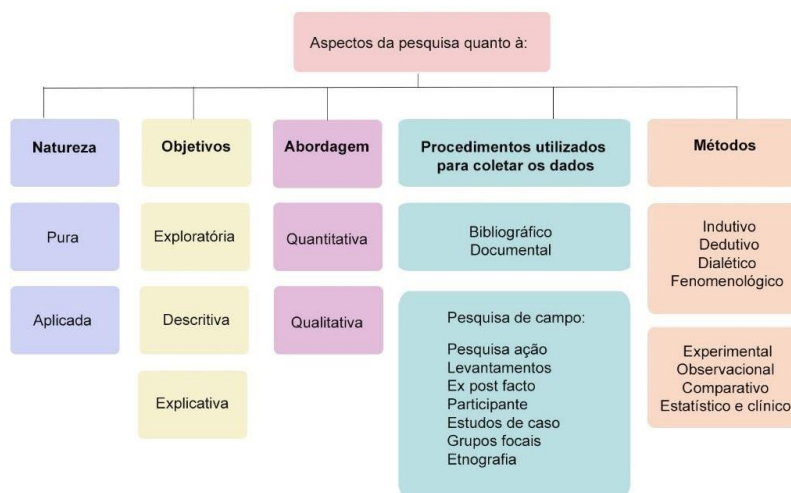 Aspectos da pesquisa quanto à:
Natureza
Pura
Aplicada
Objetivos
Exploratória
Descritiva
Explicativa
Abordagem
Quantitativa
Qualitativa
Procedimentos utilizados
para coletar os dados
Bibliográfico
Documental
Pesquisa de campo:
Pesquisa ação
Levantamentos
Ex post facto
Participante
Estudos de caso
Grupos focais
Etnografia
Métodos
Indutivo
Dedutivo
Dialético
Fenomenológico
Experimental
Observacional
Comparativo
Estatístico e clínico